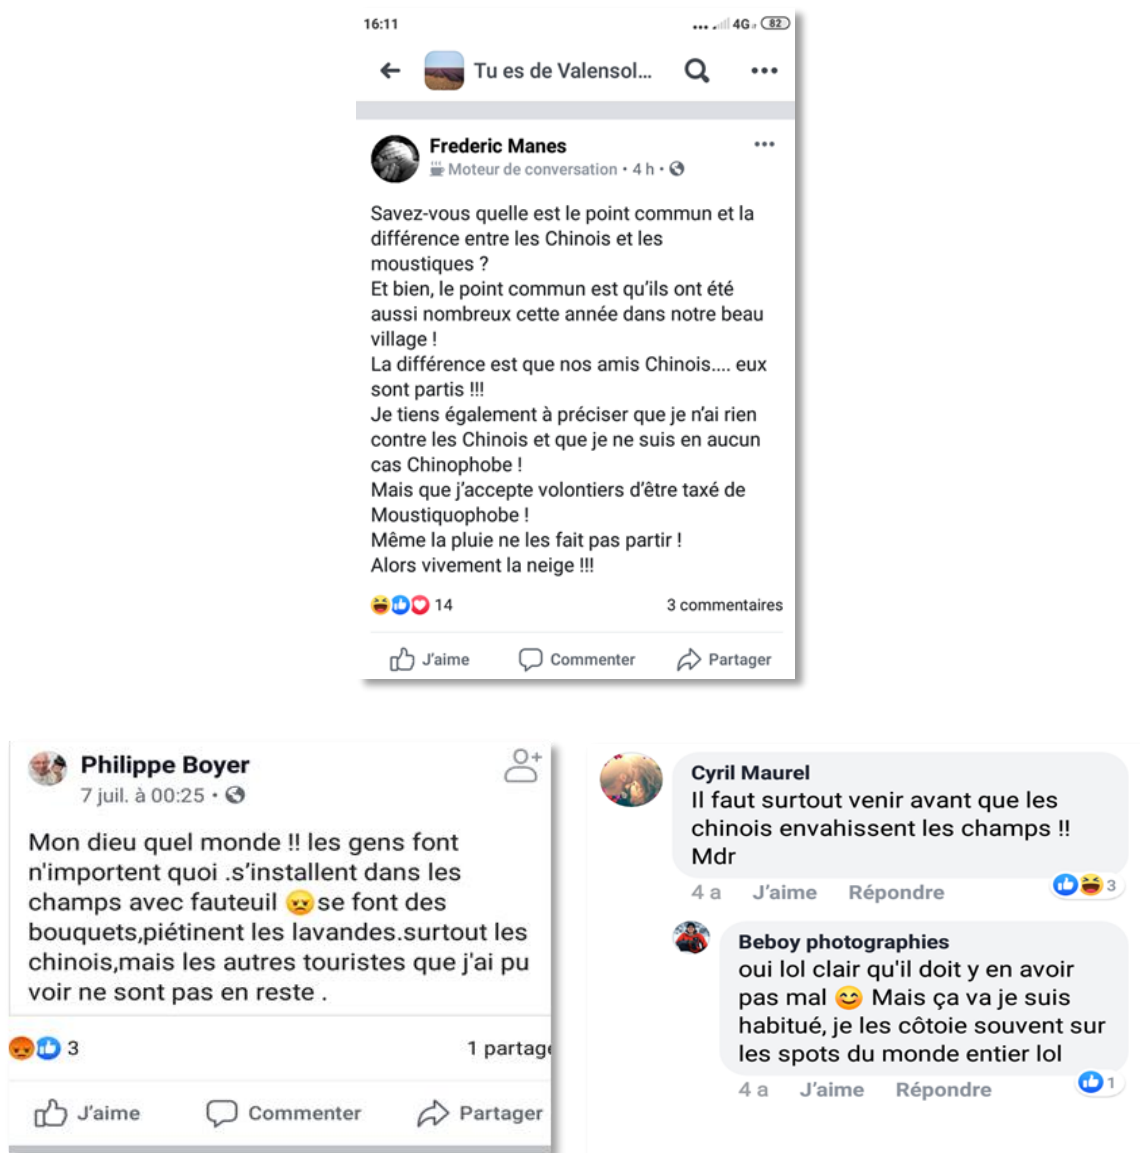 16:11
4G 82
Tu es de Valensol...
Frederic Manes
Moteur de conversation • 4 h •
Savez-vous quelle est le point commun et la
différence entre les Chinois et les
moustiques ?
Et bien, le point commun est qu'ils ont été
aussi nombreux cette année dans notre beau
village !
La différence est que nos amis Chinois.... eux
sont partis !!!
Je tiens également à préciser que je n'ai rien
contre les Chinois et que je ne suis en aucun
cas Chinophobe !
Mais que j'accepte volontiers d'être taxé de
Moustiquophobe !
Même la pluie ne les fait pas partir !
Alors vivement la neige !!!
14
3 commentaires
J'aime
Commenter
Partager
Philippe Boyer
7 juil. à 00:25 •
Mon dieu quel monde !! les gens font
n'importent quoi .s'installent dans les
champs avec fauteuil 😠 se font des
bouquets,piétinent les lavandes.surtout les
chinois,mais les autres touristes que j'ai pu
voir ne sont pas en reste .
3
1 partage
J'aime
Commenter
Partager
Cyril Maurel
Il faut surtout venir avant que les
chinois envahissent les champs !!
Mdr
4 a J'aime Répondre
3
Beboy photographies
oui lol clair qu'il doit y en avoir
pas mal 😊 Mais ça va je suis
habitué, je les côtoie souvent sur
les spots du monde entier lol
4 a J'aime Répondre
1